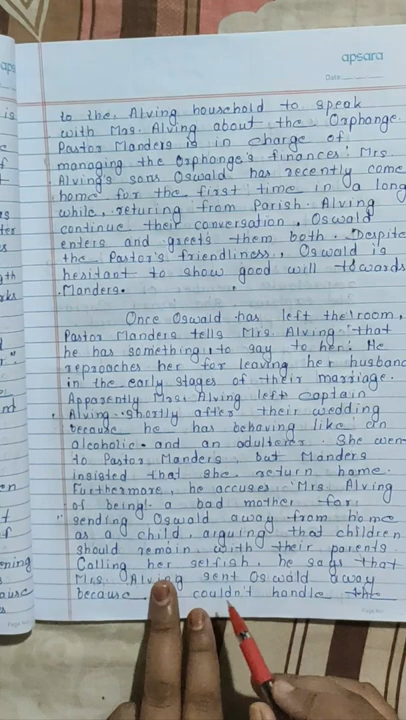 apsara
Date
to the, Alving household to speak
with Mrs. Alving about the Orphange.
Pastor Manders is in charge of
managing the Orphange's finances. Mrs
Alving's sons Oswald has recently come
home for the first time in a long
while, returing from Parish. Alving
continue their conversation, Oswald
enters and greets them both. Despite
the Pastor's friendliness, Oswald is
hesitant to show good will towards
Manders.
Once Oswald has left the room,
Pastor Manders tells Mrs. Alving that
he has something to say to her. He
reproaches her for leaving her husband
in the early stages of their marriage.
Apparently Mrs. Alving left captain
Alving shortly after their wedding
because he has behaving like an
alcoholic. and an adulterer. She wen
to Pastor Manders, but Manders
insisted that she return home.
Furthermore, he accuses Mrs. Alving
of being a bad mother for
sending Oswald away from home
as a child, arguing that children
should remain with their parents.
Calling her selfish, he says that
Mrs. Alving sent Oswald away
because couldn't handle the